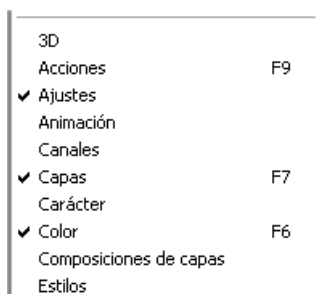 3D
Acciones F9
Ajustes
Animación
Canales
Capas F7
Carácter
Color F6
Composiciones de capas
Estilos